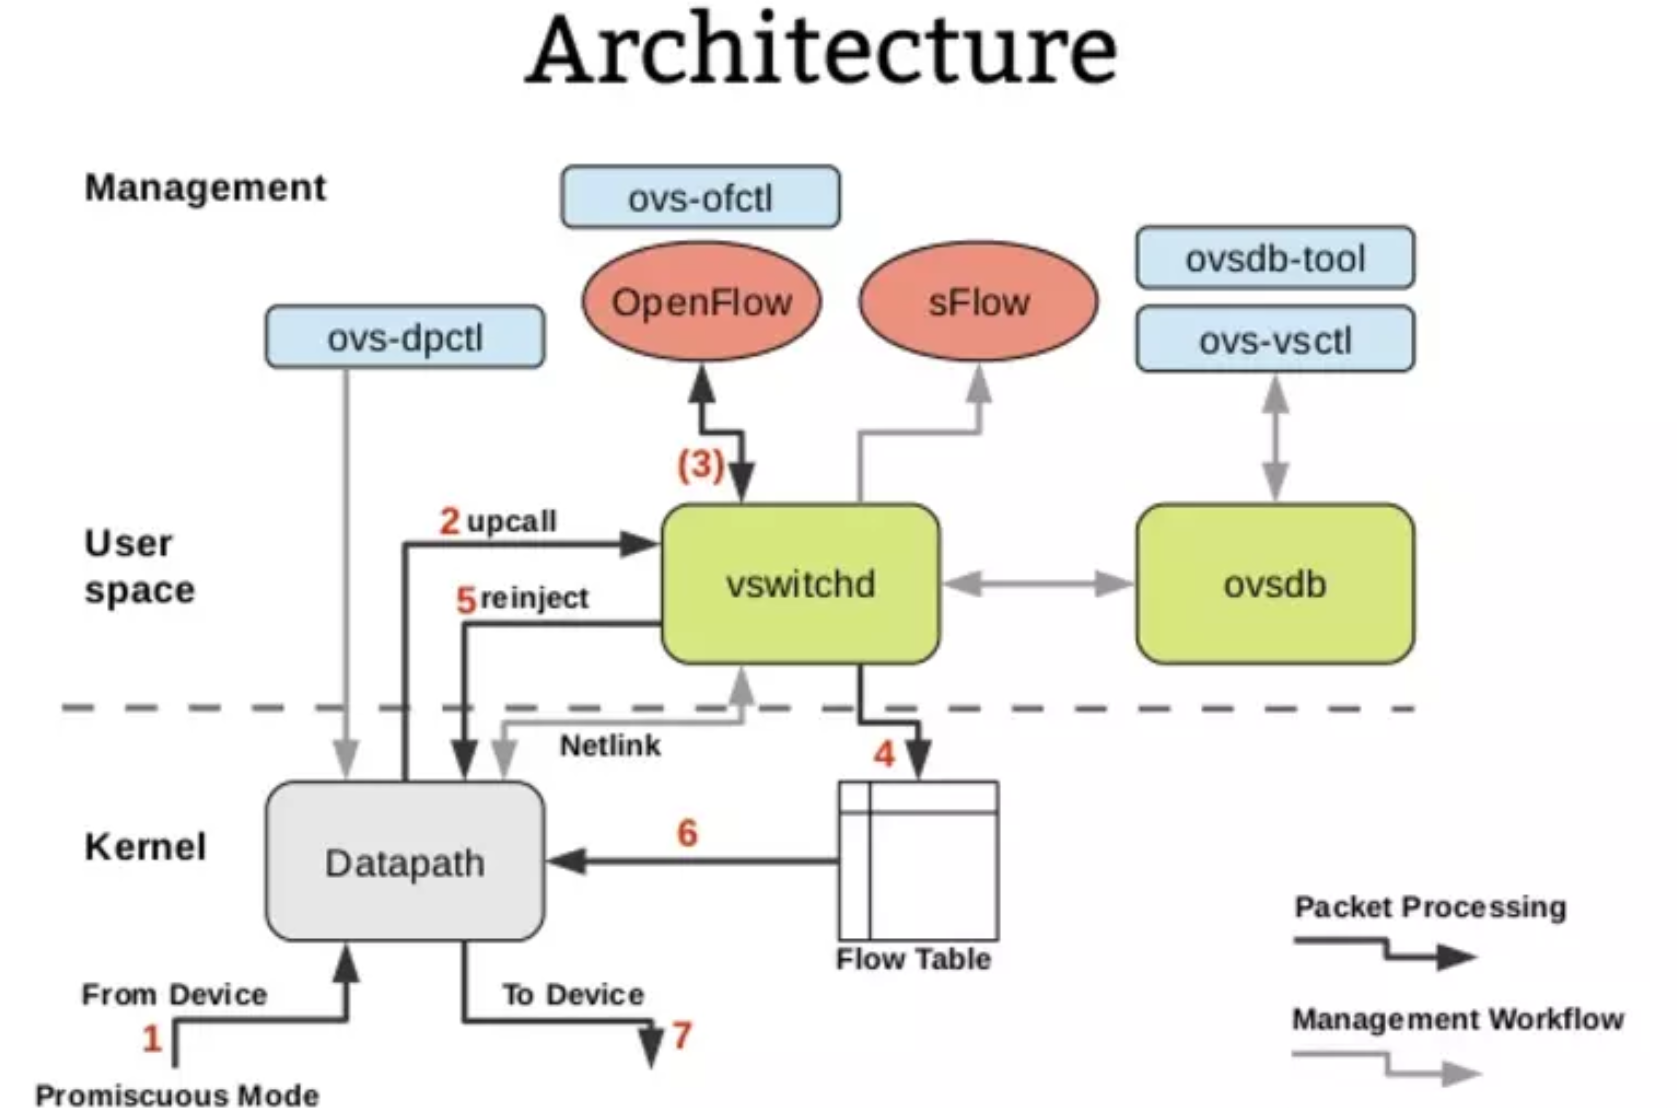 Architecture
Management
ovs-ofctl
OpenFlow
sFlow
ovsdb-tool
ovs-vsctl
ovs-dpctl
(3)
2 upcall
User
space
5 reinject
vswitchd
ovsdb
Netlink
4
Kernel
Datapath
6
Flow Table
From Device
1
Promiscuous Mode
To Device
7
Packet Processing
Management Workflow